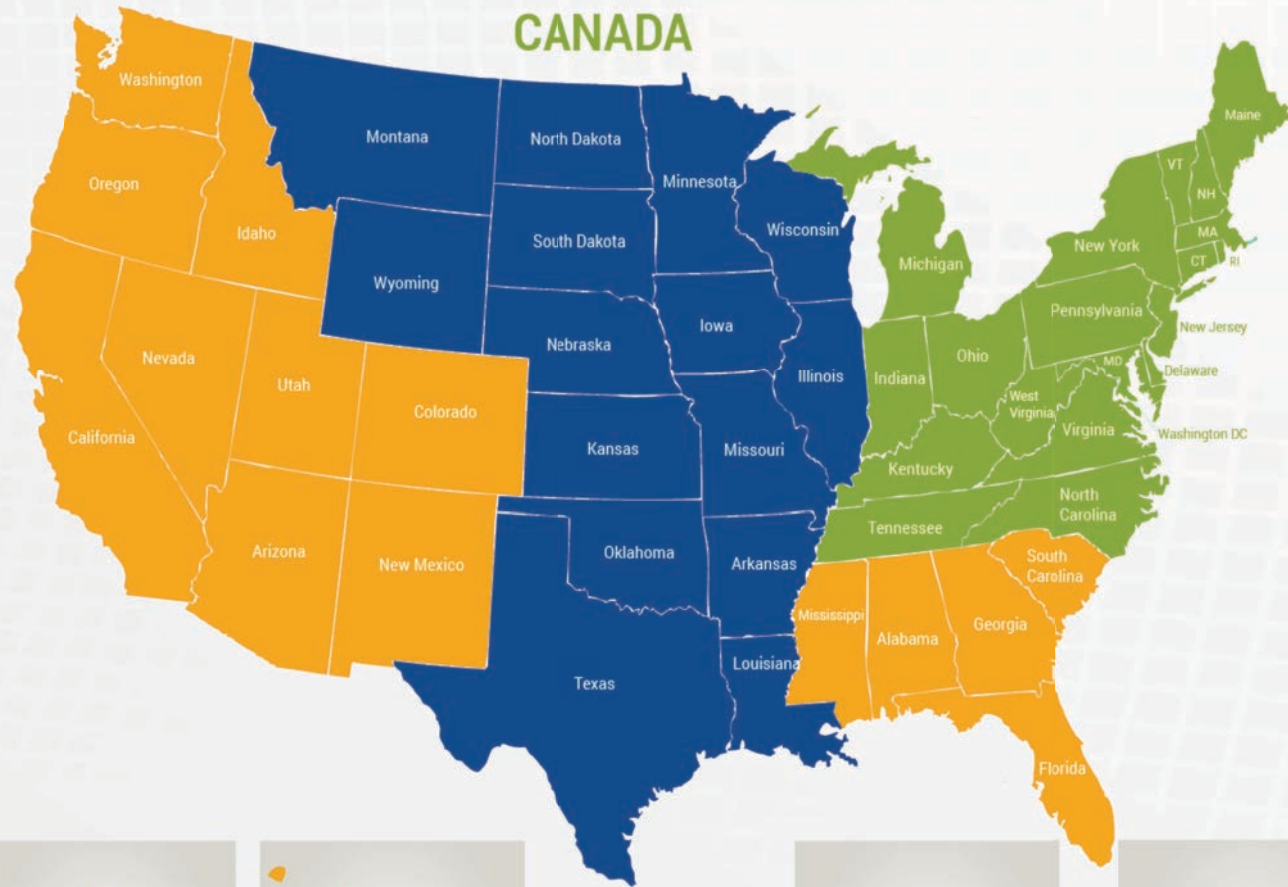 CANADA
Washington
Maine
Montana
North Dakota
VT
Oregon
Minnesota
NH
Idaho
Wisconsin
MA
South Dakota
New York
CT
RI
Michigan
Wyoming
Pennsylvania
Iowa
New Jersey
Nebraska
Ohio
MD
Nevada
Illinois
Indiana
Delaware
Utah
West
Virginia
Colorado
Virginia
Washington DC
California
Kansas
Missouri
Kentucky
North
Carolina
Tennessee
Arizona
Oklahoma
South
Carolina
New Mexico
Arkansas
Mississippi
Georgia
Alabama
Louisiana
Texas
Florida